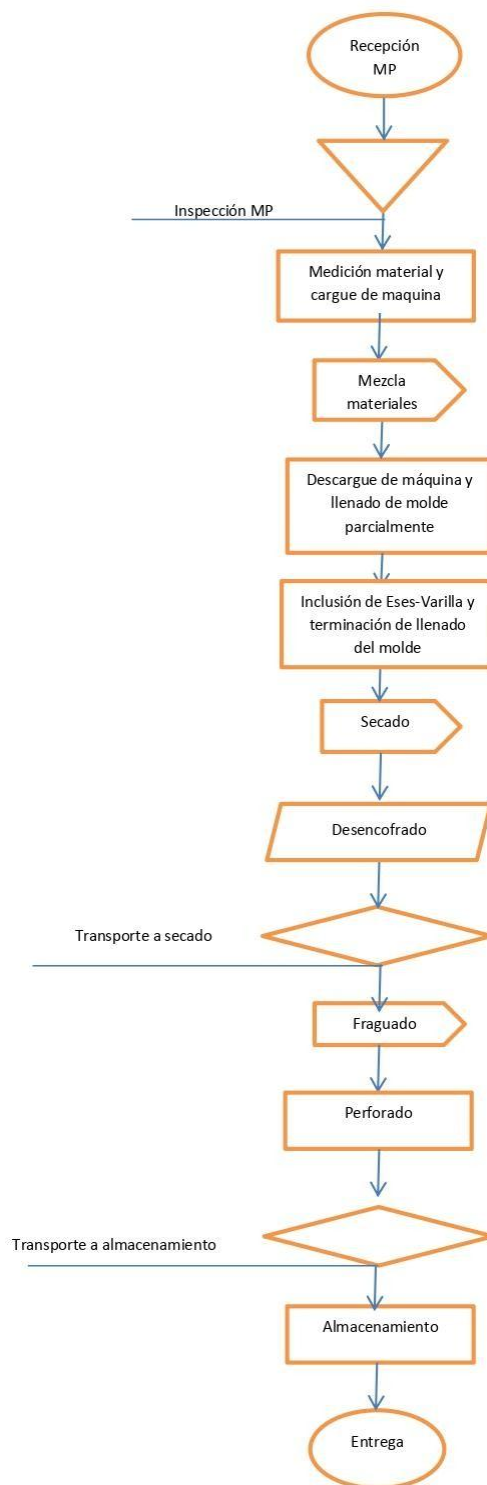 Recepción
MP
Inspección MP
Medición material y
cargue de maquina
Mezcla
materiales
Descargue de máquina y
llenado de molde
parcialmente
Inclusión de Eses-Varilla y
terminación de llenado
del molde
Secado
Desencofrado
Transporte a secado
Fraguado
Perforado
Transporte a almacenamiento
Almacenamiento
Entrega